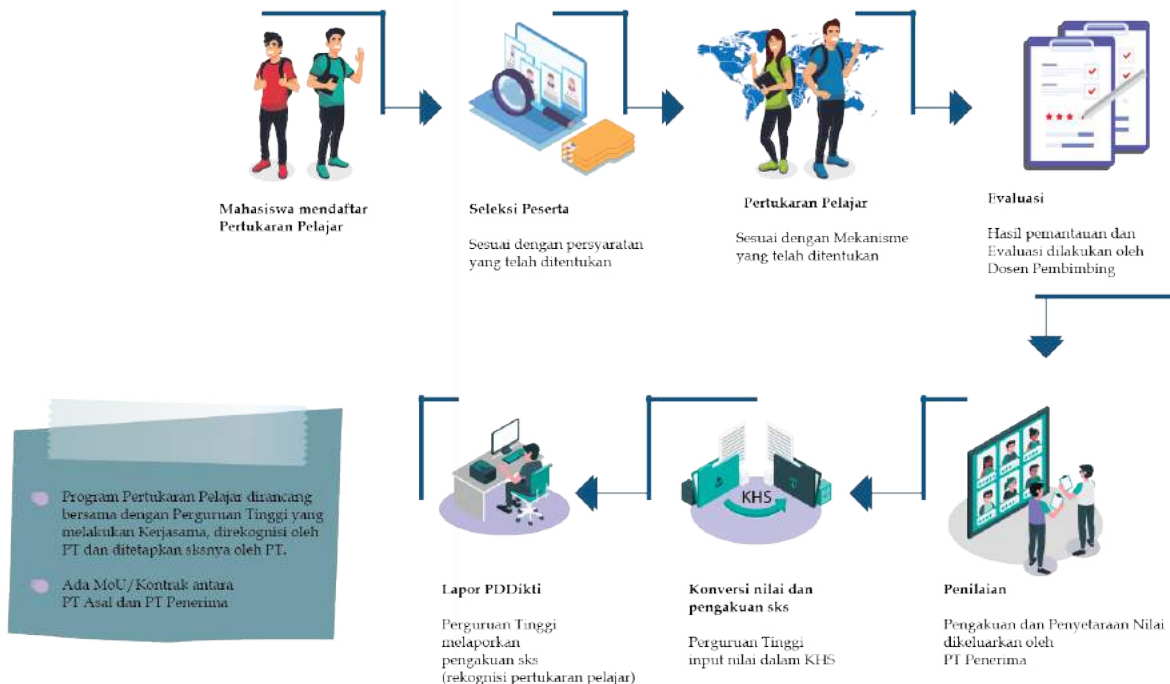 Mahasiswa mendaftar
Pertukaran Pelajar
Seleksi Peserta
Sesuai dengan persyaratan
yang telah ditentukan
Pertukaran Pelajar
Sesuai dengan Mekanisme
yang telah ditentukan
Evaluasi
Hasil pemantauan dan
Evaluasi dilakukan oleh
Dosen Pembimbing
Penilaian
Pengakuan dan Penyetaraan Nilai
dikeluarkan oleh
PT Penerima
KHS
Konversi nilai dan
pengakuan sks
Perguruan Tinggi
input nilai dalam KHS
Lapor PDDikti
Perguruan Tinggi
melaporkan
pengakuan sks
(rekognisi pertukaran pelajar)
Program Pertukaran Pelajar dirancang
bersama dengan Perguruan Tinggi yang
melakukan Kerjasama, direkognisi oleh
PT dan ditetapkan sksnya oleh PT.
Ada MoU/Kontrak antara
PT Asal dan PT Penerima